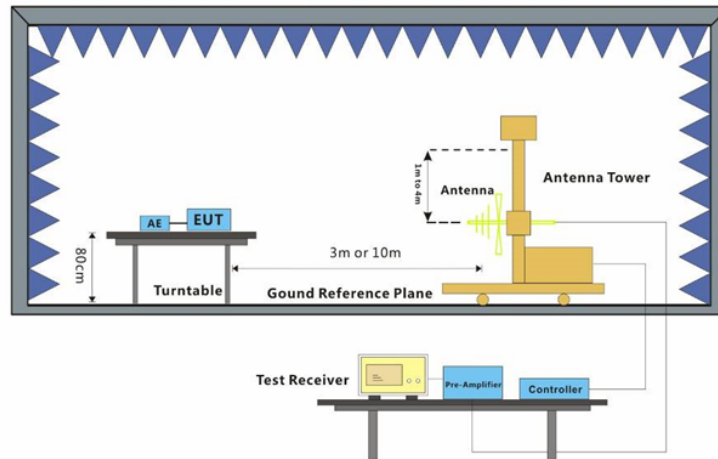 1m to 4m
Antenna
Antenna Tower
AE
EUT
80cm
3m or 10m
Turntable
Gound Reference Plane
Test Receiver
Pre-Amplifier
Controller